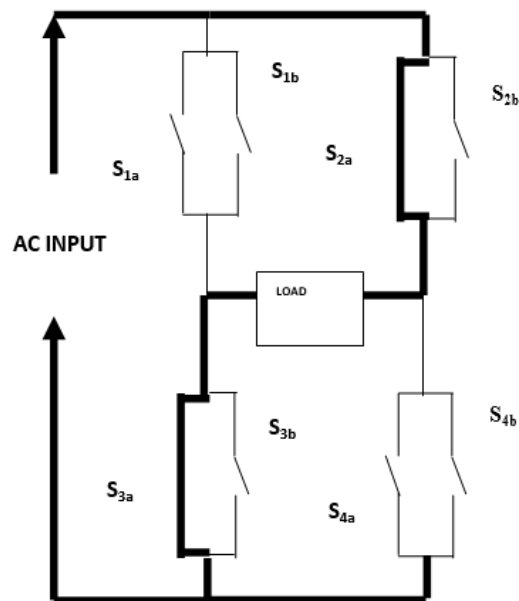 S1b
S2b
S2a
S1a
AC INPUT
LOAD
S3b
S4b
S3a
S4a